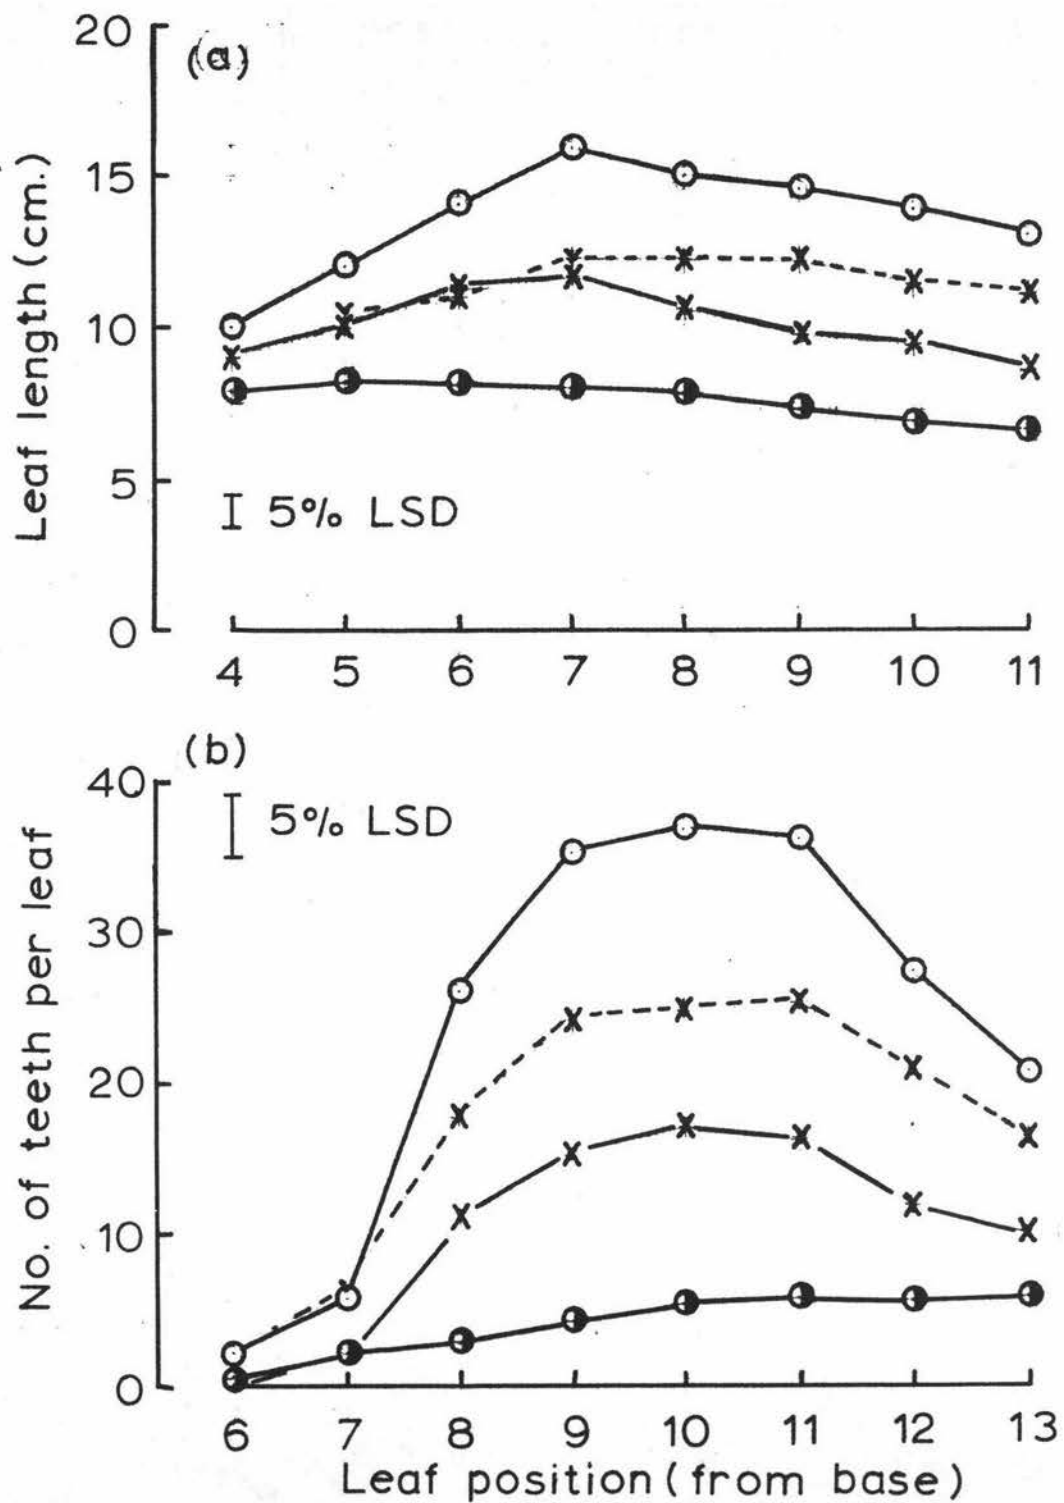 (a)
Leaf length (cm.)
20
15
10
5
0
I 5% LSD
4 5 6 7 8 9 10 11
(b)
No. of teeth per leaf
40
30
20
10
0
5% LSD
6 7 8 9 10 11 12 13
Leaf position (from base)